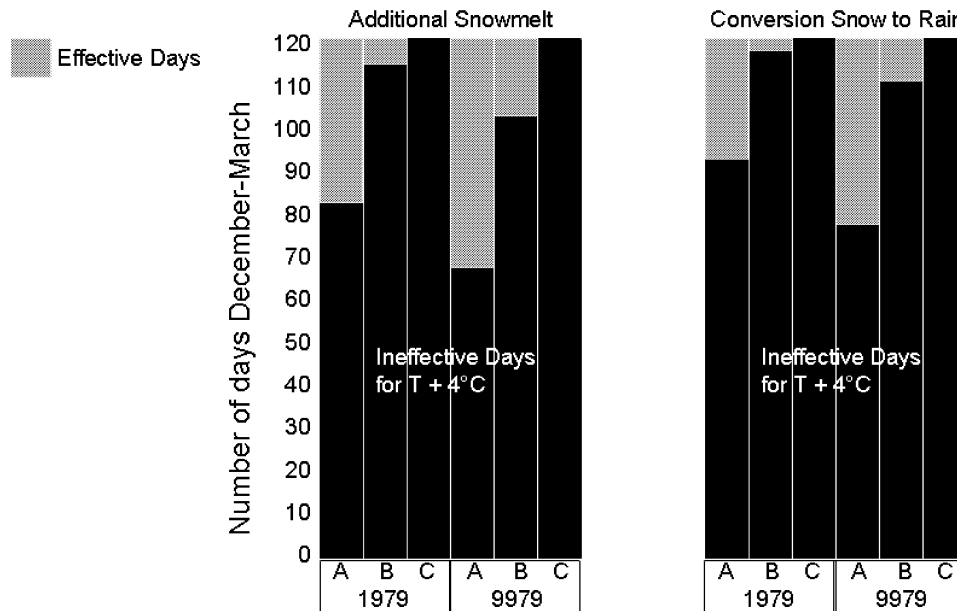 Additional Snowmelt
Conversion Snow to Rain
Effective Days
Number of days December-March
120
110
100
90
80
70
60
50
40
30
20
10
0
Ineffective Days
for T + 4°C
Ineffective Days
for T + 4°C
A B C A B C
1979 9979
A B C A B C
1979 9979